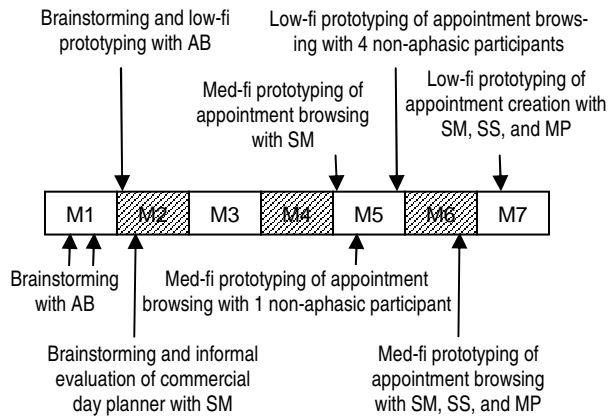 Brainstorming and low-fi
prototyping with AB
Low-fi prototyping of appointment brows-
ing with 4 non-aphasic participants
Med-fi prototyping of
appointment browsing
with SM
Low-fi prototyping of
appointment creation with
SM, SS, and MP
M1 M2 M3 M4 M5 M6 M7
Brainstorming
with AB
Med-fi prototyping of appointment
browsing with 1 non-aphasic participant
Brainstorming and informal
evaluation of commercial
day planner with SM
Med-fi prototyping of
appointment browsing
with SM, SS, and MP